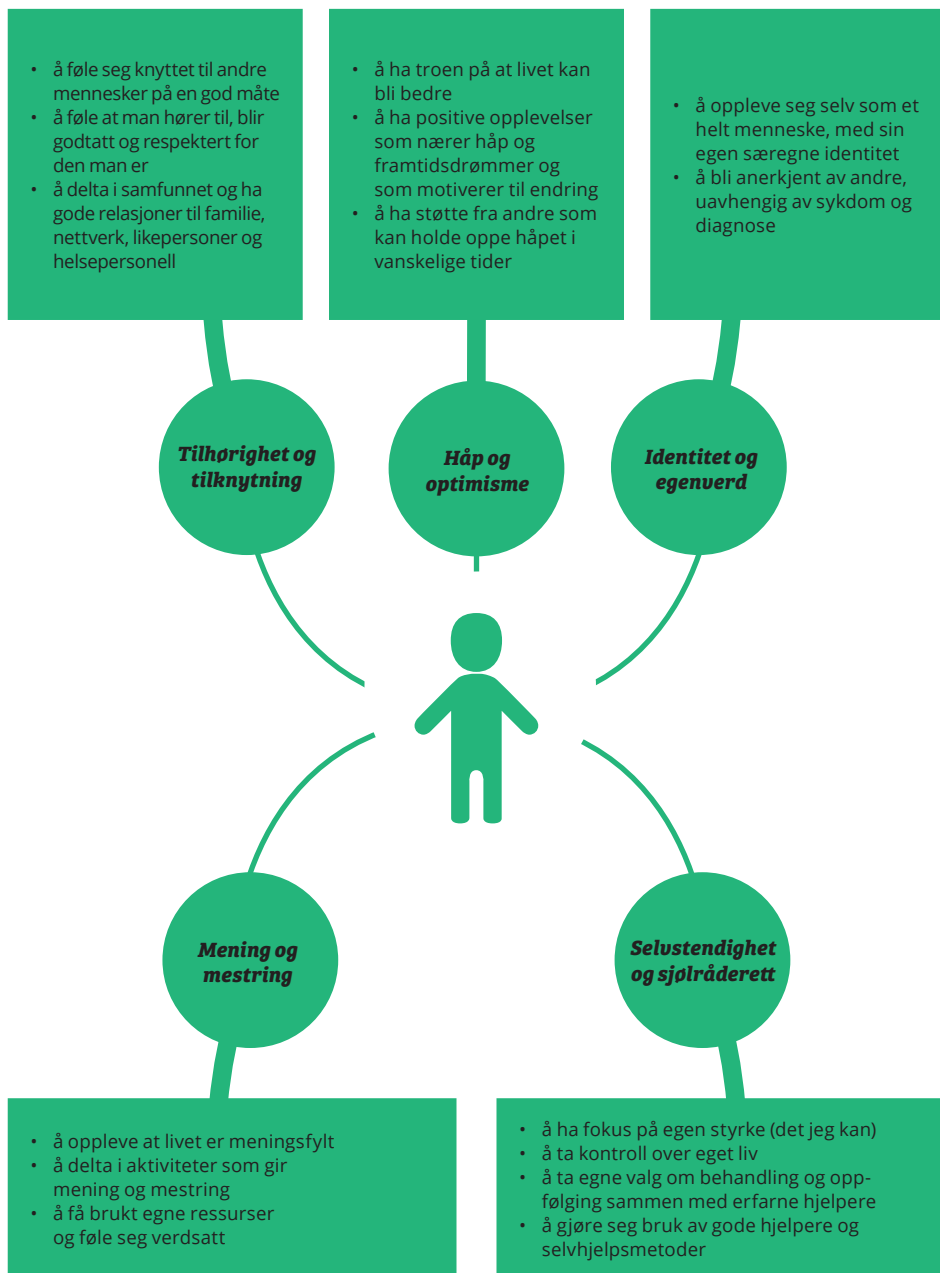 • å føle seg knyttet til andre
mennesker på en god måte
• å føle at man hører til, blir
godtatt og respektert for
den man er
• å delta i samfunnet og ha
gode relasjoner til familie,
nettverk, likepersoner og
helsepersonell
• å ha troen på at livet kan
bli bedre
• å ha positive opplevelser
som nærer håp og
framtidsdrømmer og
som motiverer til endring
• å ha støtte fra andre som
kan holde oppe håpet i
vanskelige tider
• å oppleve seg selv som et
helt menneske, med sin
egen særegne identitet
• å bli anerkjent av andre,
uavhengig av sykdom og
diagnose
Tilhørighet og
tilknytning
Håp og
optimisme
Identitet og
egenverd
Mening og
mestring
Selvstendighet
og sjølråderett
• å oppleve at livet er meningsfylt
• å delta i aktiviteter som gir
mening og mestring
• å få brukt egne ressurser
og føle seg verdsatt
• å ha fokus på egen styrke (det jeg kan)
• å ta kontroll over eget liv
• å ta egne valg om behandling og opp-
følging sammen med erfarne hjelpere
• å gjøre seg bruk av gode hjelpere og
selvhjelpsmetoder